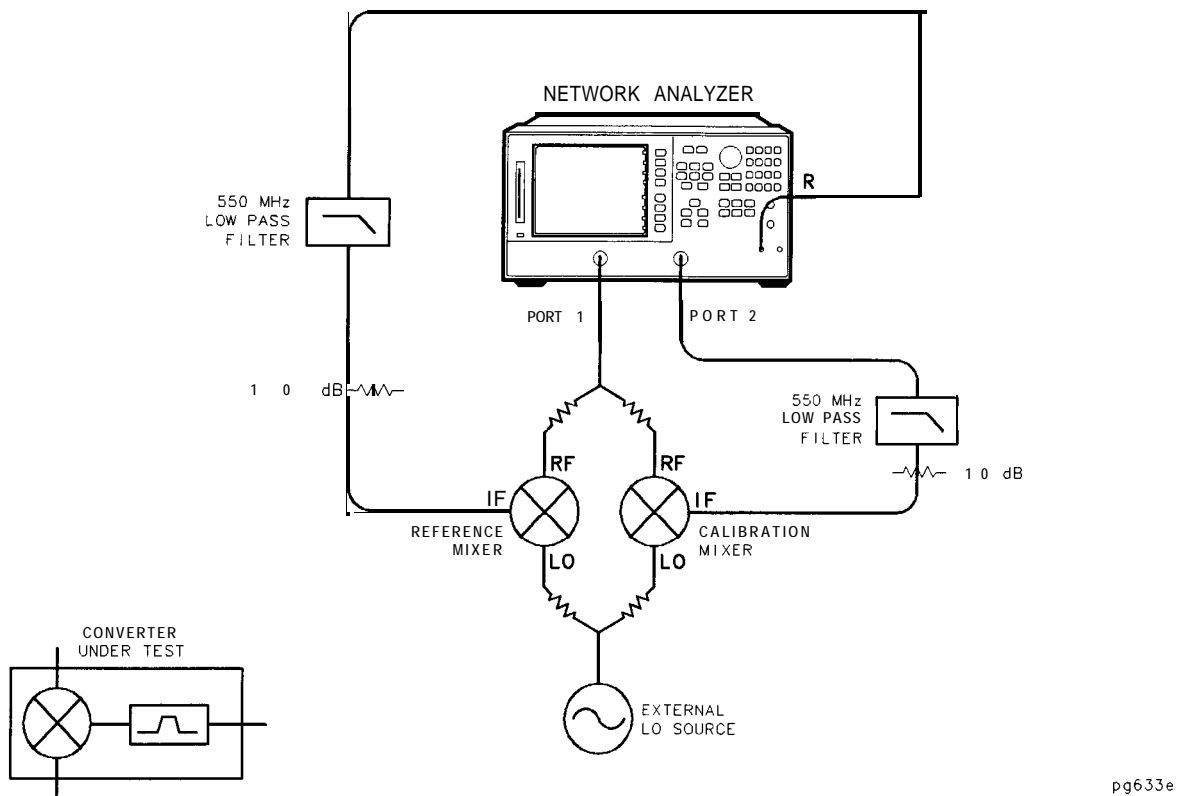 NETWORK ANALYZER
R
550 MHz
LOW PASS
FILTER
PORT 1
PORT 2
10 dB
550 MHz
LOW PASS
FILTER
10 dB
RF
RF
IF
IF
REFERENCE
MIXER
CALIBRATION
MIXER
LO
LO
CONVERTER
UNDER TEST
EXTERNAL
LO SOURCE
pg633e